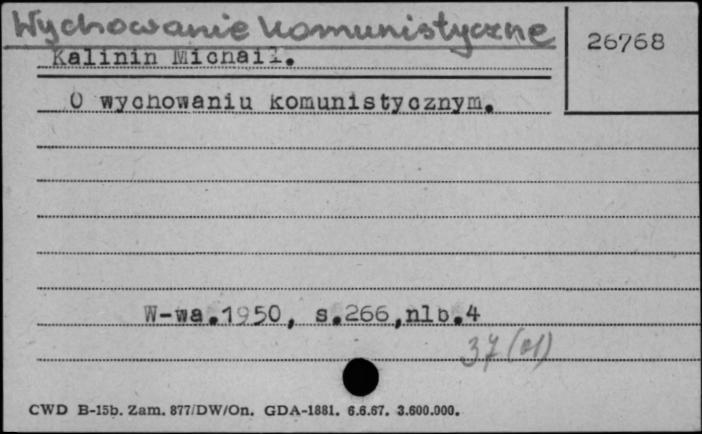 Wychowanie komunistyczne
26768
Kalinin Michaił.
O wychowaniu komunistycznym.
W-wa.1950, s.266,nlb.4
37 (01)
CWD B-15b. Zam. 877/DW/On. GDA-1881. 6.6.67. 3.600.000.